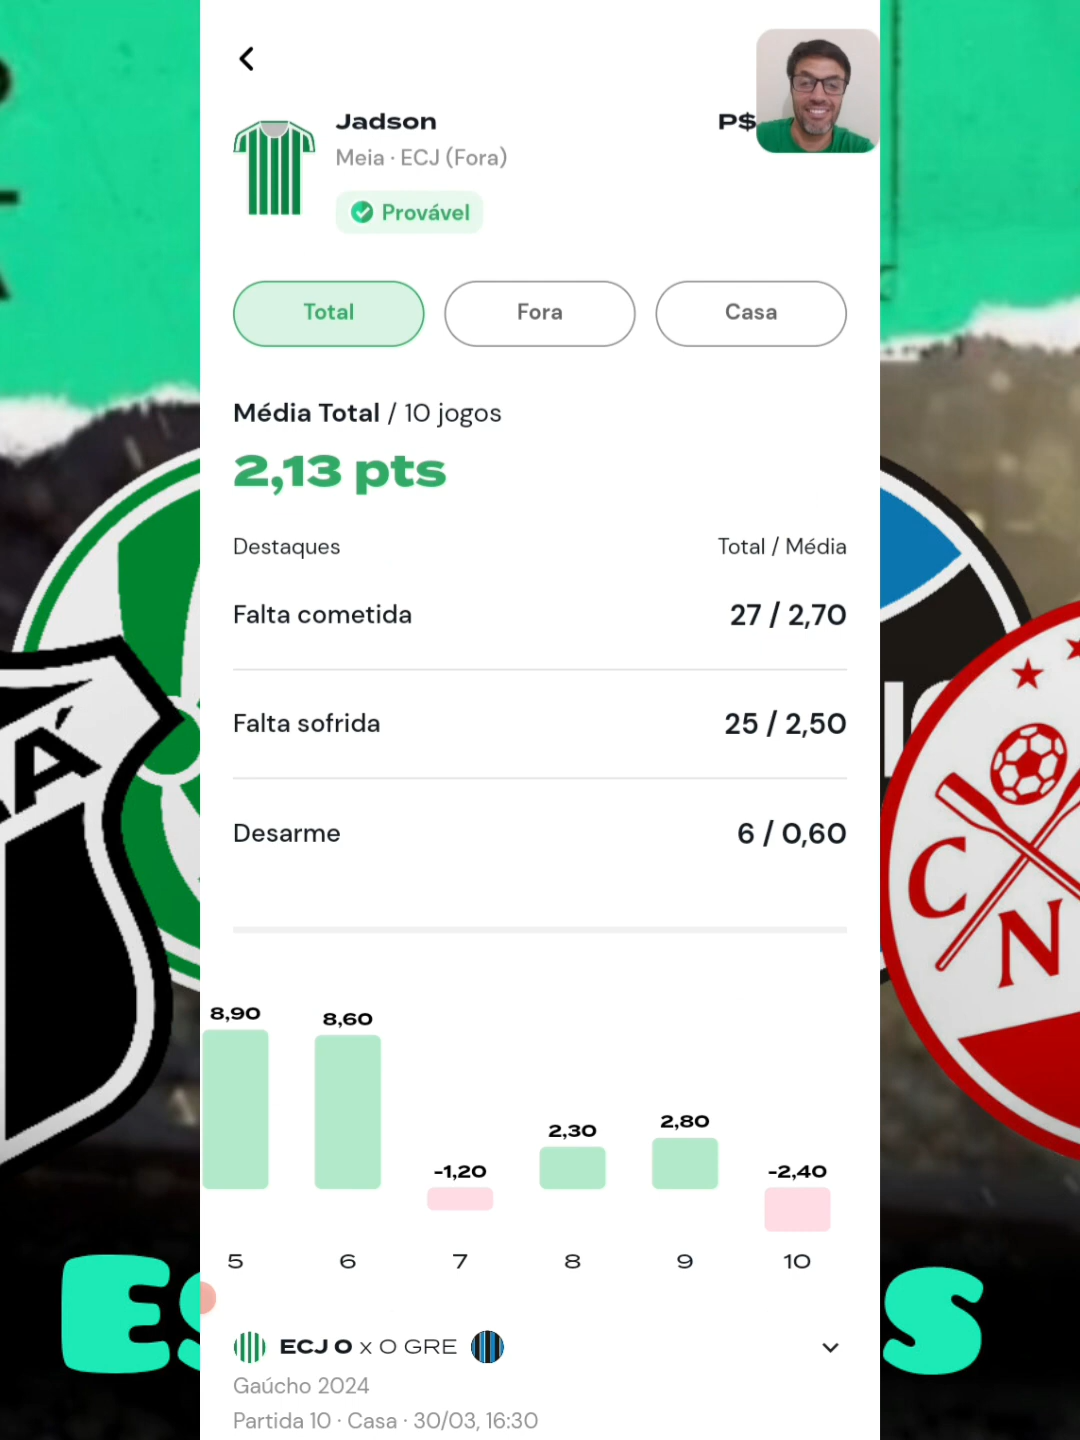 Jadson
P$
Meia · ECJ (Fora)
Provável
Total
Fora
Casa
Média Total / 10 jogos
2,13 pts
Destaques
Total / Média
Falta cometida
27 / 2,70
Falta sofrida
25 / 2,50
Desarme
6 / 0,60
8,90
8,60
-1,20
2,30
2,80
-2,40
5
6
7
8
9
10
ECJ 0 x 0 GRE
Gaúcho 2024
Partida 10 · Casa · 30/03, 16:30
Á
C
N
ES
S